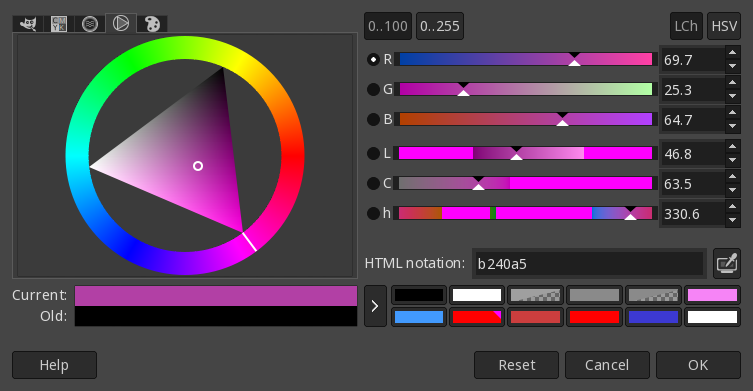 0..100 0..255 LCh HSV
R 69.7
G 25.3
B 64.7
L 46.8
C 63.5
h 330.6
HTML notation: b240a5
Current:
Old:
Help Reset Cancel OK